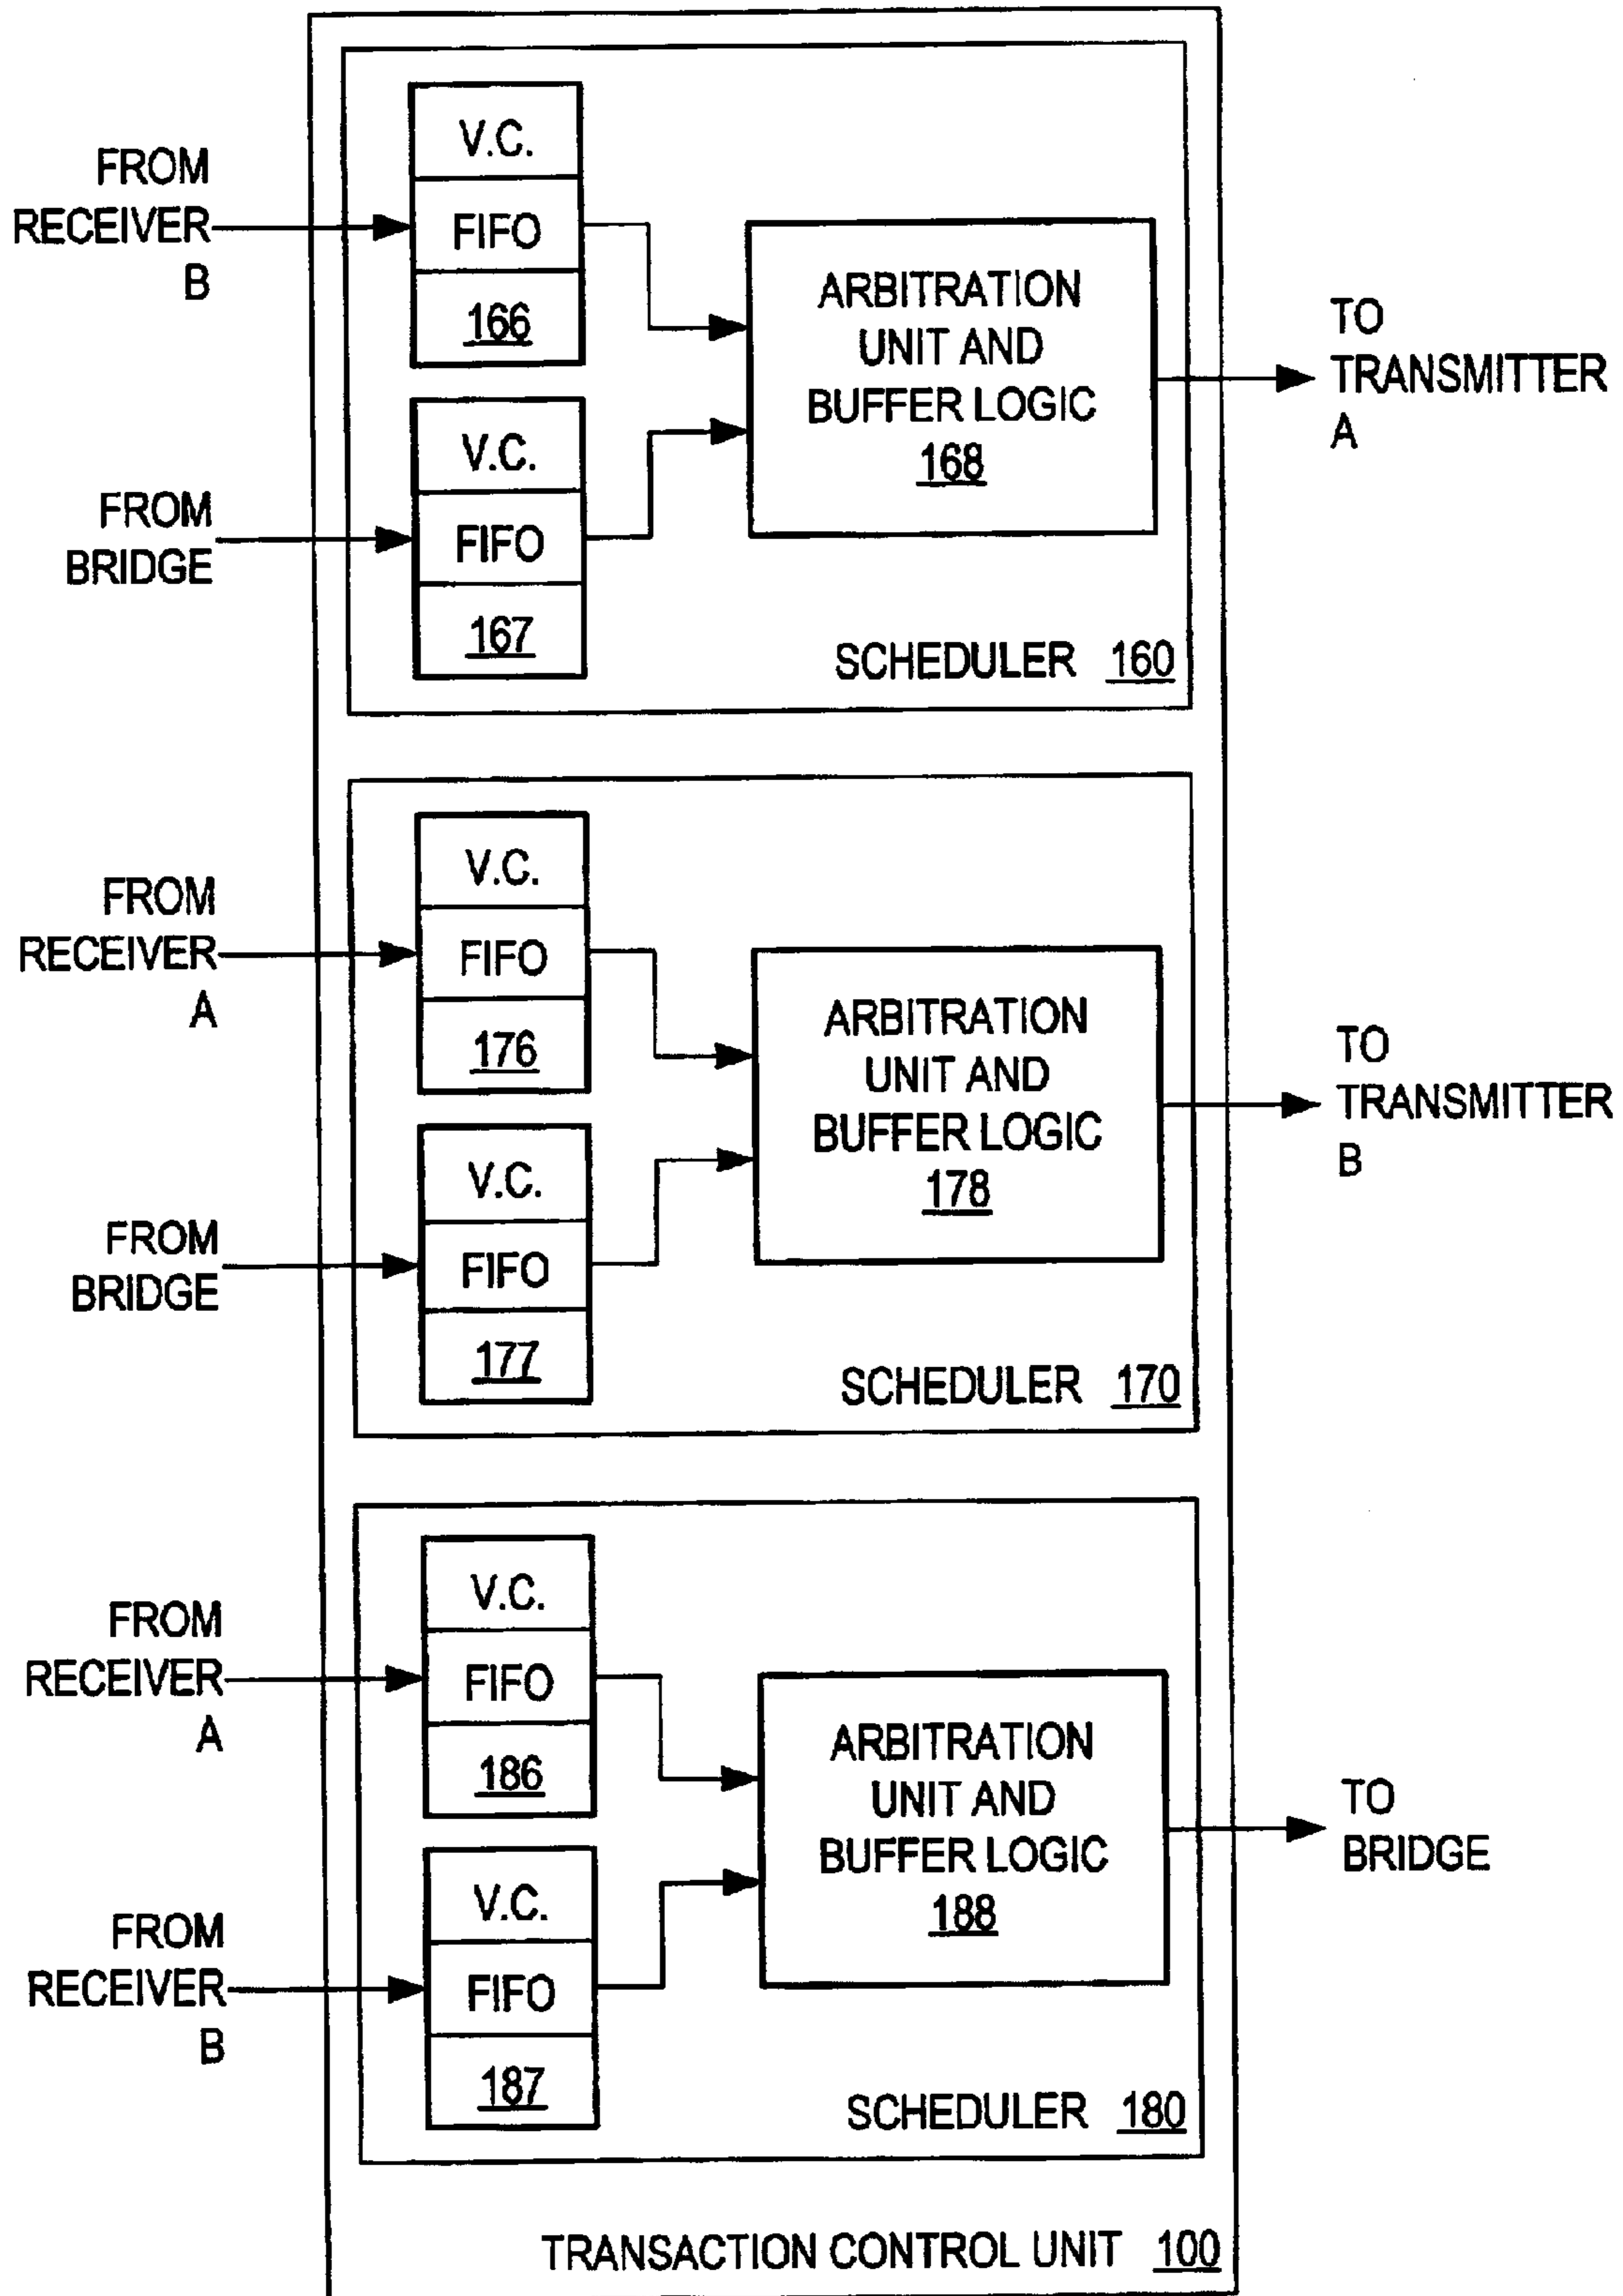 FROM
RECEIVER
B
V.C.
FIFO
166
FROM
BRIDGE
V.C.
FIFO
167
ARBITRATION
UNIT AND
BUFFER LOGIC
168
SCHEDULER 160
TO
TRANSMITTER
A
FROM
RECEIVER
A
V.C.
FIFO
176
FROM
BRIDGE
V.C.
FIFO
177
ARBITRATION
UNIT AND
BUFFER LOGIC
178
SCHEDULER 170
TO
TRANSMITTER
B
FROM
RECEIVER
A
V.C.
FIFO
186
FROM
RECEIVER
B
V.C.
FIFO
187
ARBITRATION
UNIT AND
BUFFER LOGIC
188
SCHEDULER 180
TO
BRIDGE
TRANSACTION CONTROL UNIT 100